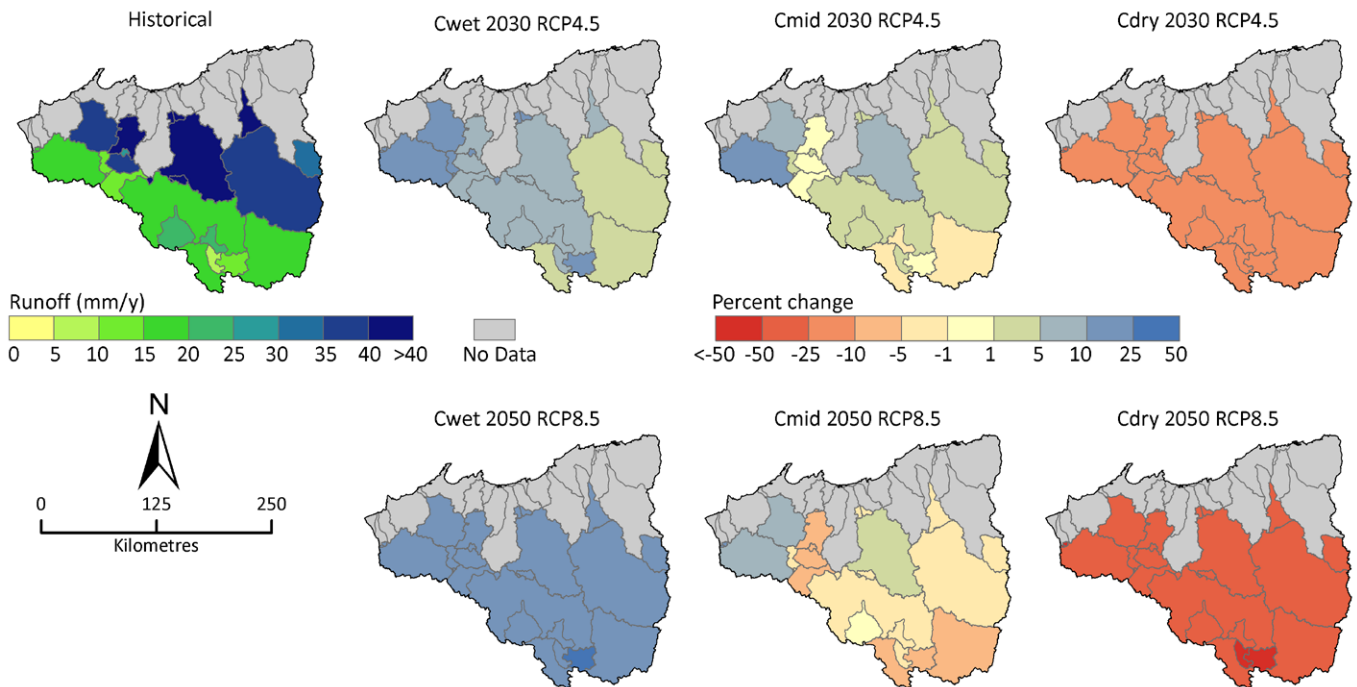 Historical
Cwet 2030 RCP4.5
Cmid 2030 RCP4.5
Cdry 2030 RCP4.5
Runoff (mm/y)
0 5 10 15 20 25 30 35 40 >40
No Data
Percent change
<-50 -50 -25 -10 -5 -1 1 5 10 25 50
N
0 125 250
Kilometres
Cwet 2050 RCP8.5
Cmid 2050 RCP8.5
Cdry 2050 RCP8.5